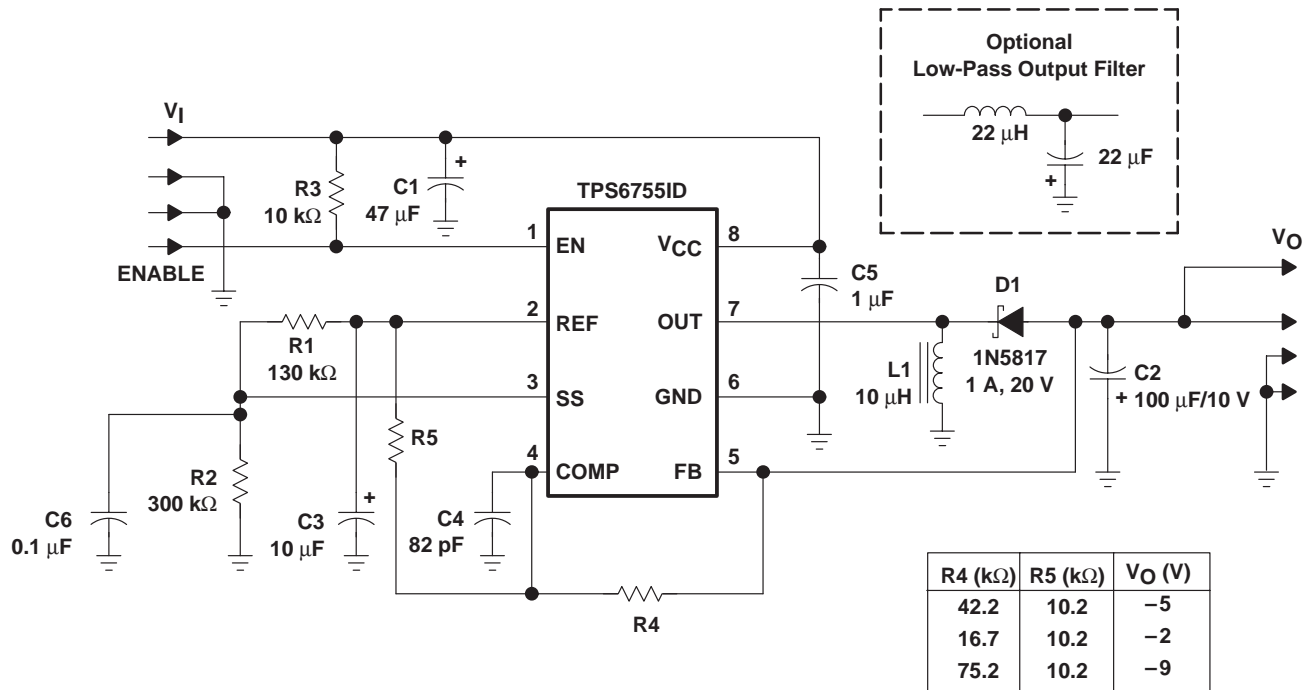 Optional
Low-Pass Output Filter
22 μH
22 μF
+
VI
R3
10 kΩ
C1
47 μF
+
ENABLE
TPS6755ID
1
EN
2
REF
3
SS
4
COMP
8
VCC
7
OUT
6
GND
5
FB
R1
130 kΩ
R2
300 kΩ
C6
0.1 μF
C3
10 μF
+
R5
C4
82 pF
R4
C5
1 μF
L1
10 μH
D1
1N5817
1 A, 20 V
C2
+ 100 μF/10 V
VO
R4 (kΩ) R5 (kΩ) VO (V)
42.2 10.2 −5
16.7 10.2 −2
75.2 10.2 −9